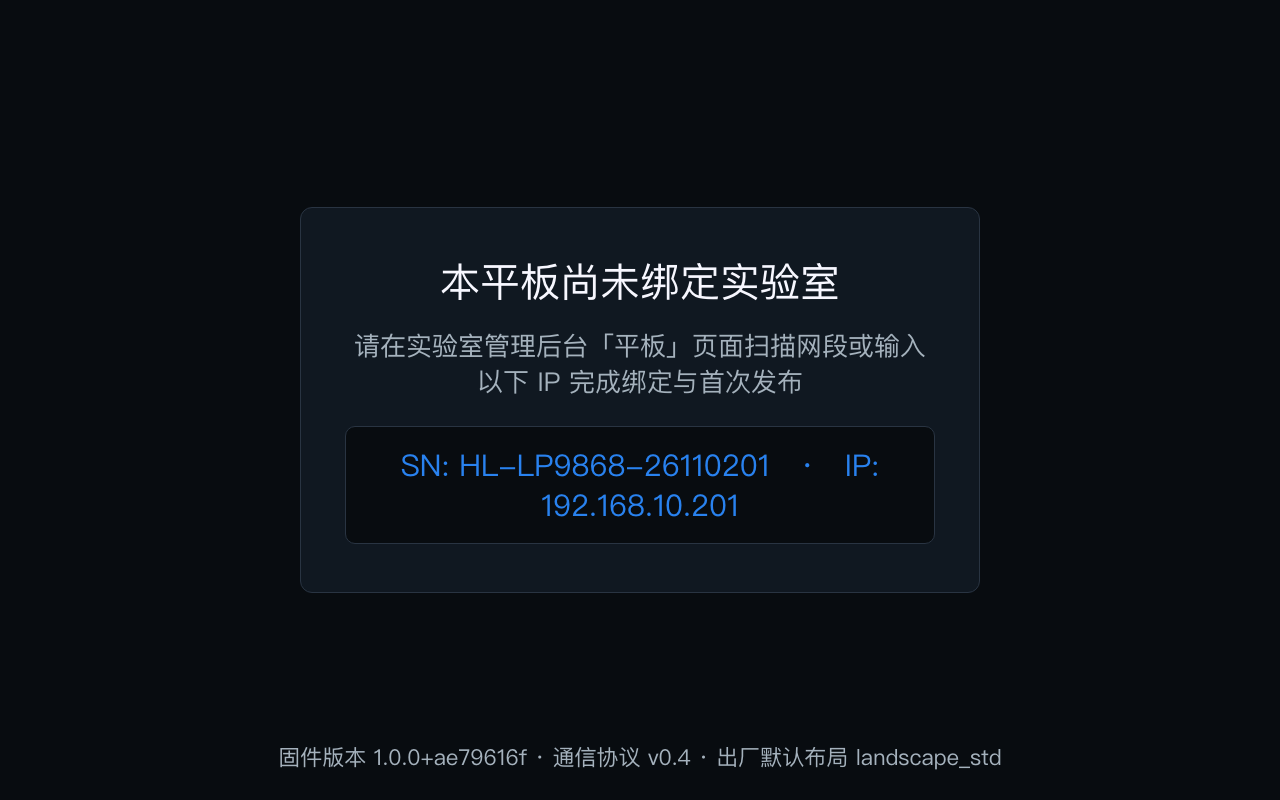 本平板尚未绑定实验室
请在实验室管理后台「平板」页面扫描网段或输入
以下 IP 完成绑定与首次发布
SN: HL-LP9868-26110201 · IP:
192.168.10.201
固件版本 1.0.0+ae79616f · 通信协议 v0.4 · 出厂默认布局 landscape_std